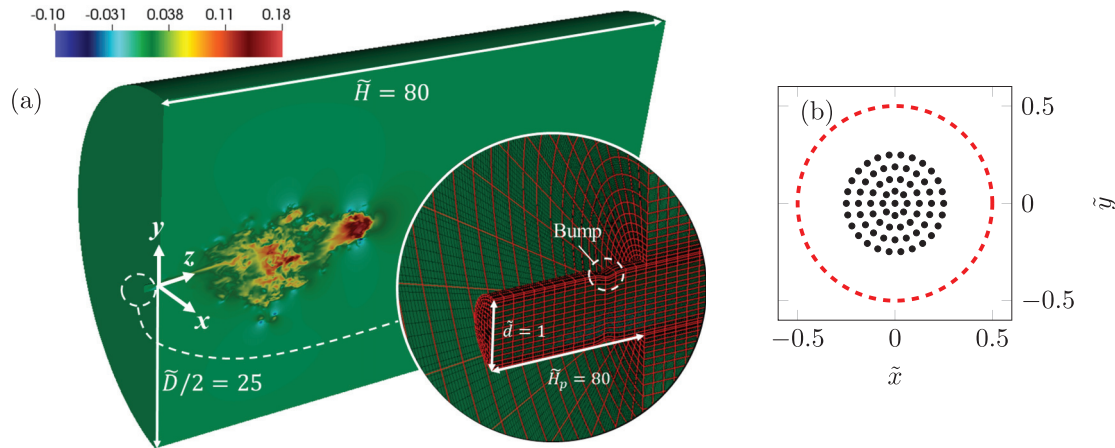 -0.10 -0.031 0.038 0.11 0.18
(a)
H̃ = 80
y
z
x
D̃/2 = 25
Bump
d̃ = 1
H̃ₚ = 80
(b)
0.5
0
−0.5
ỹ
−0.5 0 0.5
x̃